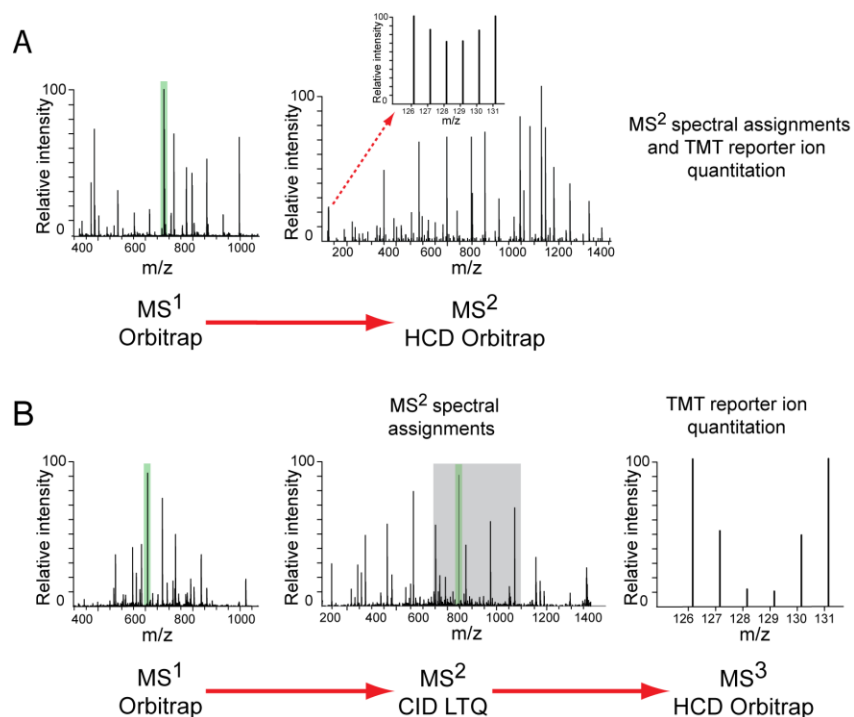 A
Relative intensity
100
0
400 600 800 1000
m/z
Relative intensity
100
0
126 127 128 129 130 131
m/z
Relative intensity
100
0
200 400 600 800 1000 1200 1400
m/z
MS2 spectral assignments
and TMT reporter ion
quantitation
MS1
Orbitrap
MS2
HCD Orbitrap
B
MS2 spectral
assignments
TMT reporter ion
quantitation
Relative intensity
100
0
400 600 800 1000
m/z
Relative intensity
100
0
200 400 600 800 1000 1200 1400
m/z
Relative intensity
100
0
126 127 128 129 130 131
m/z
MS1
Orbitrap
MS2
CID LTQ
MS3
HCD Orbitrap